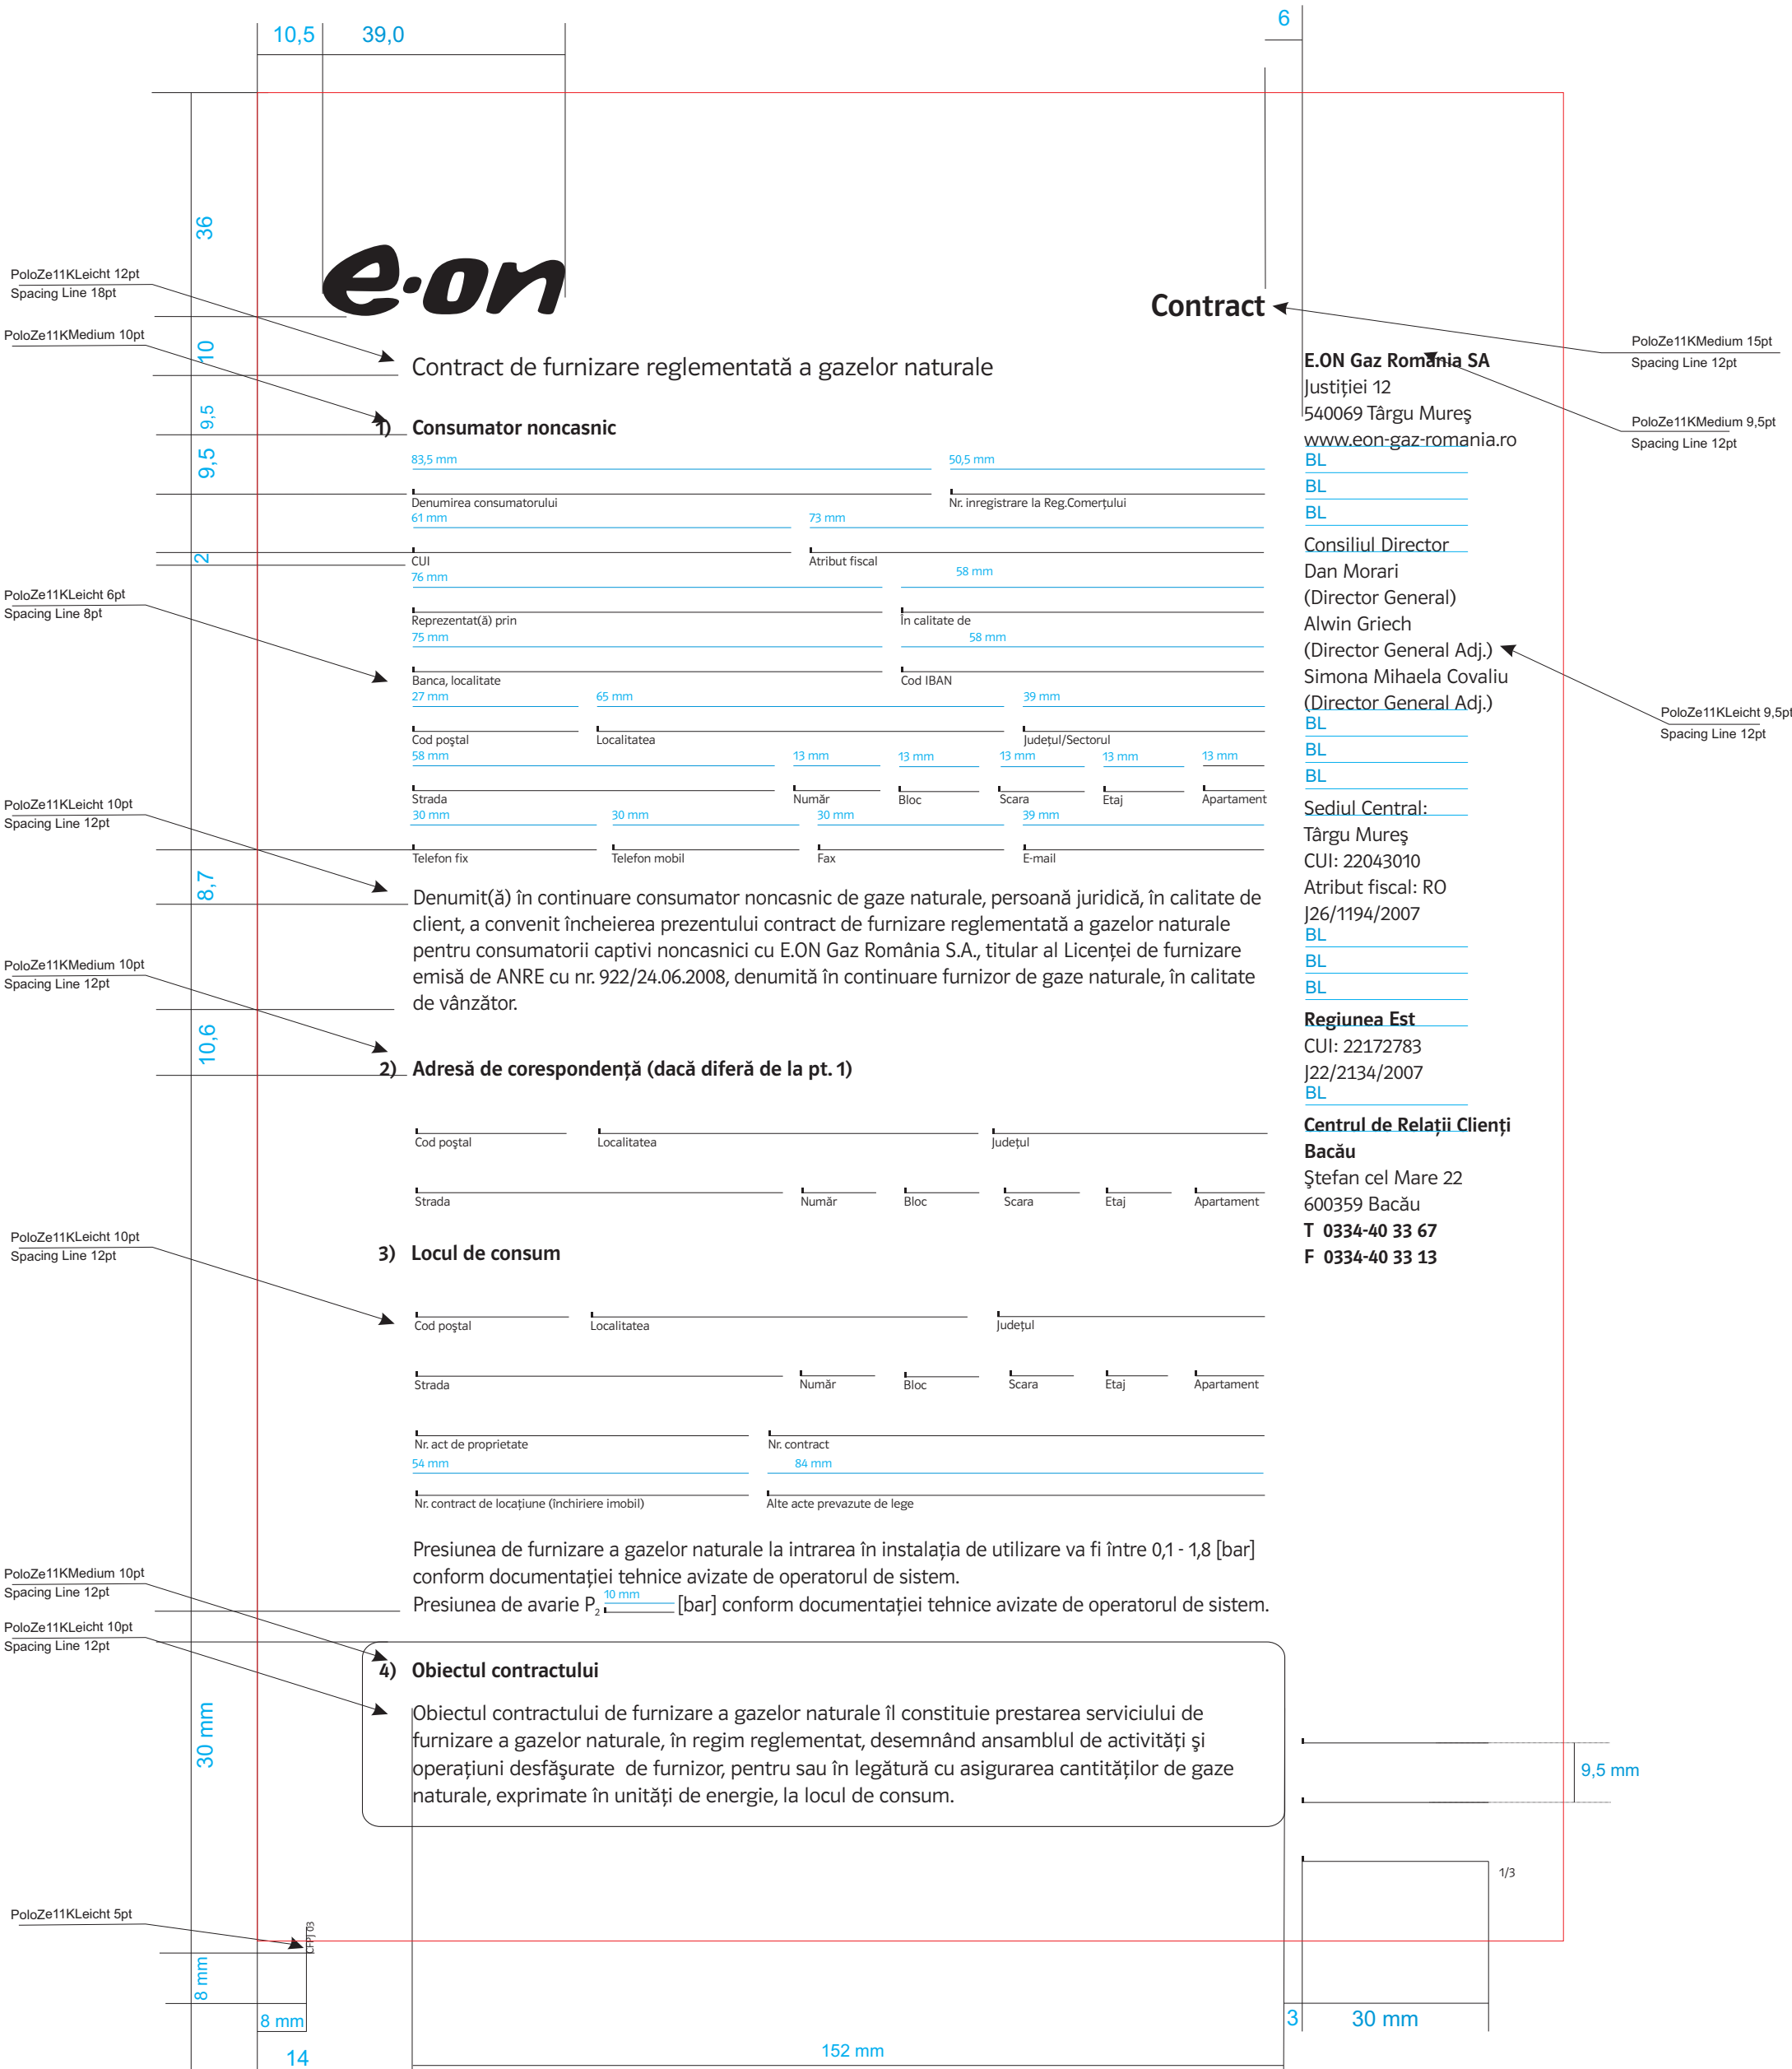 10,5
39,0
6
36
e·on
Contract
PoloZe11KLeicht 12pt
Spacing Line 18pt
PoloZe11KMedium 10pt
10
Contract de furnizare reglementată a gazelor naturale
PoloZe11KMedium 15pt
Spacing Line 12pt
PoloZe11KMedium 9,5pt
Spacing Line 12pt
E.ON Gaz România SA
Justiției 12
540069 Târgu Mureş
www.eon-gaz-romania.ro
BL
BL
BL
Consiliul Director
Dan Morari
(Director General)
Alwin Griech
(Director General Adj.)
Simona Mihaela Covaliu
(Director General Adj.)
BL
BL
BL
Sediul Central:
Târgu Mureş
CUI: 22043010
Atribut fiscal: RO
J26/1194/2007
BL
BL
BL
Regiunea Est
CUI: 22172783
J22/2134/2007
BL
Centrul de Relații Clienți
Bacău
Ştefan cel Mare 22
600359 Bacău
T 0334-40 33 67
F 0334-40 33 13
PoloZe11KLeicht 9,5pt
Spacing Line 12pt
9,5
9,5
1) Consumator noncasnic
83,5 mm 50,5 mm
Denumirea consumatorului Nr. inregistrare la Reg.Comerțului
61 mm 73 mm
2
CUI Atribut fiscal
76 mm 58 mm
PoloZe11KLeicht 6pt
Spacing Line 8pt
Reprezentat(ă) prin În calitate de
75 mm 58 mm
Banca, localitate Cod IBAN
27 mm 65 mm 39 mm
Cod poştal Localitatea Județul/Sectorul
58 mm 13 mm 13 mm 13 mm 13 mm 13 mm
Strada Număr Bloc Scara Etaj Apartament
30 mm 30 mm 30 mm 39 mm
Telefon fix Telefon mobil Fax E-mail
PoloZe11KLeicht 10pt
Spacing Line 12pt
8,7
Denumit(ă) în continuare consumator noncasnic de gaze naturale, persoană juridică, în calitate de
client, a convenit încheierea prezentului contract de furnizare reglementată a gazelor naturale
pentru consumatorii captivi noncasnici cu E.ON Gaz România S.A., titular al Licenței de furnizare
emisă de ANRE cu nr. 922/24.06.2008, denumită în continuare furnizor de gaze naturale, în calitate
de vânzător.
PoloZe11KMedium 10pt
Spacing Line 12pt
10,6
2) Adresă de corespondență (dacă diferă de la pt. 1)
Cod poştal Localitatea Județul
Strada Număr Bloc Scara Etaj Apartament
PoloZe11KLeicht 10pt
Spacing Line 12pt
3) Locul de consum
Cod poştal Localitatea Județul
Strada Număr Bloc Scara Etaj Apartament
Nr. act de proprietate Nr. contract
54 mm 84 mm
Nr. contract de locațiune (închiriere imobil) Alte acte prevazute de lege
Presiunea de furnizare a gazelor naturale la intrarea în instalația de utilizare va fi între 0,1 - 1,8 [bar]
conform documentației tehnice avizate de operatorul de sistem.
10 mm
Presiunea de avarie P2 [bar] conform documentației tehnice avizate de operatorul de sistem.
PoloZe11KMedium 10pt
Spacing Line 12pt
PoloZe11KLeicht 10pt
Spacing Line 12pt
4) Obiectul contractului
Obiectul contractului de furnizare a gazelor naturale îl constituie prestarea serviciului de
furnizare a gazelor naturale, în regim reglementat, desemnând ansamblul de activități şi
operațiuni desfăşurate de furnizor, pentru sau în legătură cu asigurarea cantităților de gaze
naturale, exprimate în unități de energie, la locul de consum.
30 mm
9,5 mm
1/3
PoloZe11KLeicht 5pt
CFPJ 03
8 mm
8 mm
14
152 mm
3
30 mm